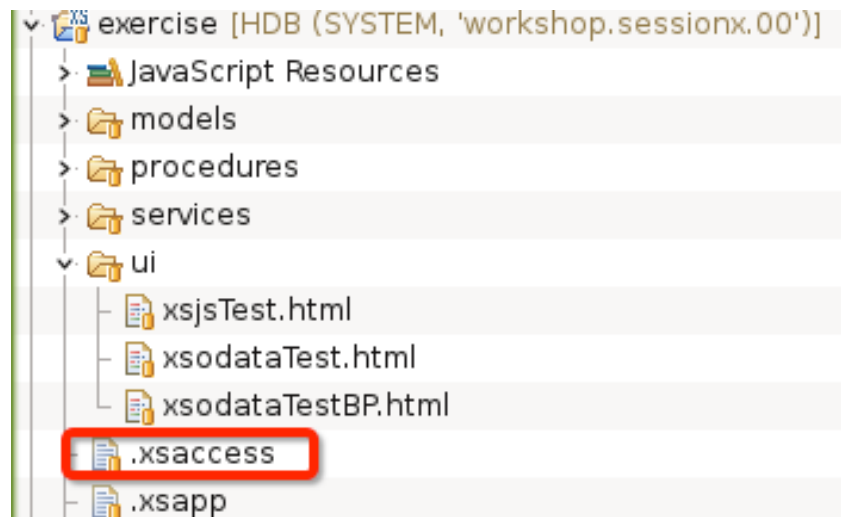 exercise [HDB (SYSTEM, 'workshop.sessionx.00')]
JavaScript Resources
models
procedures
services
ui
xsjsTest.html
xsodataTest.html
xsodataTestBP.html
.xsaccess
.xsapp